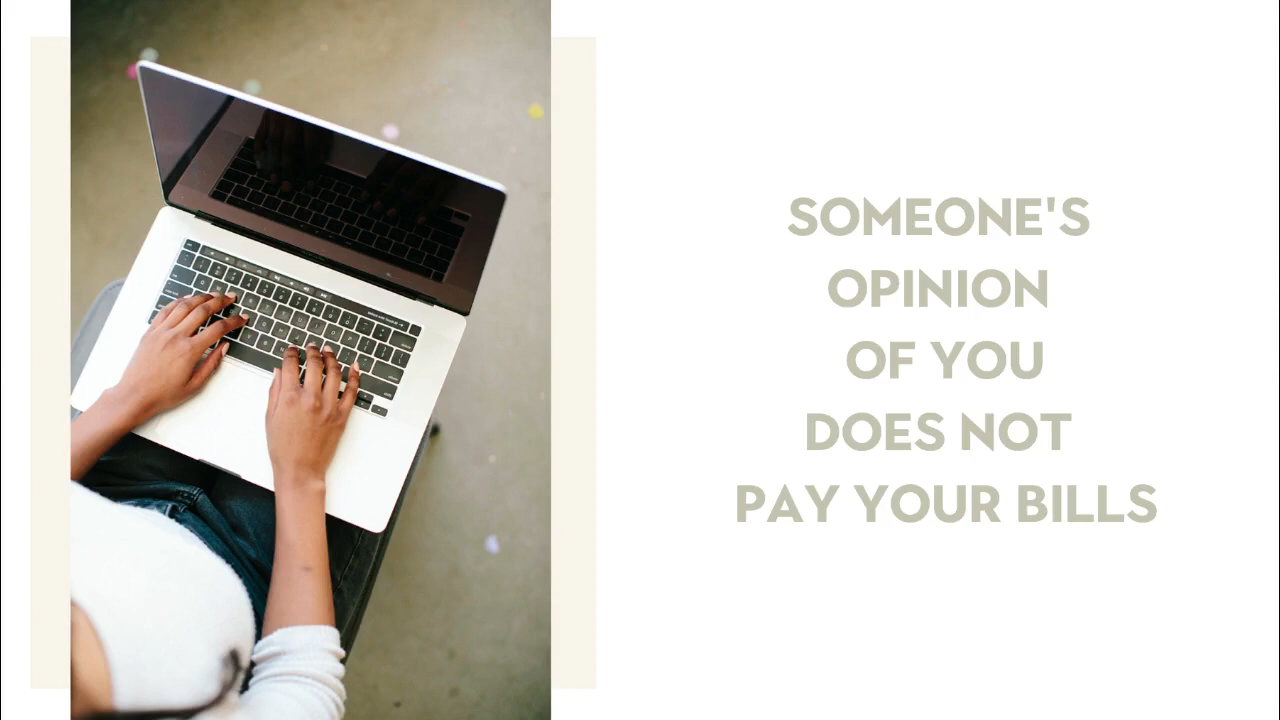 SOMEONE'S
OPINION
OF YOU
DOES NOT
PAY YOUR BILLS